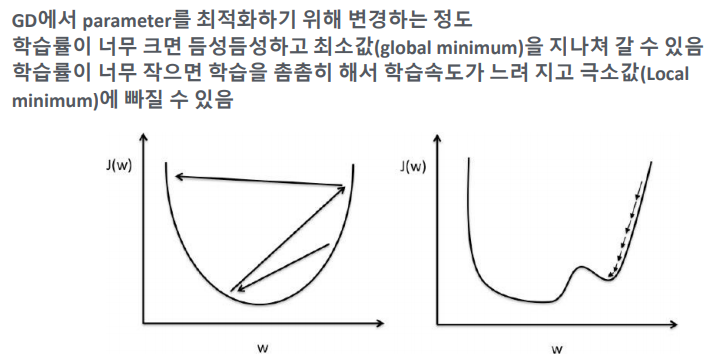 GD에서 parameter를 최적화하기 위해 변경하는 정도
학습률이 너무 크면 듬성듬성하고 최소값(global minimum)을 지나쳐 갈 수 있음
학습률이 너무 작으면 학습을 촘촘히 해서 학습속도가 느려 지고 극소값(Local
minimum)에 빠질 수 있음
J(w)
J(w)
w
w